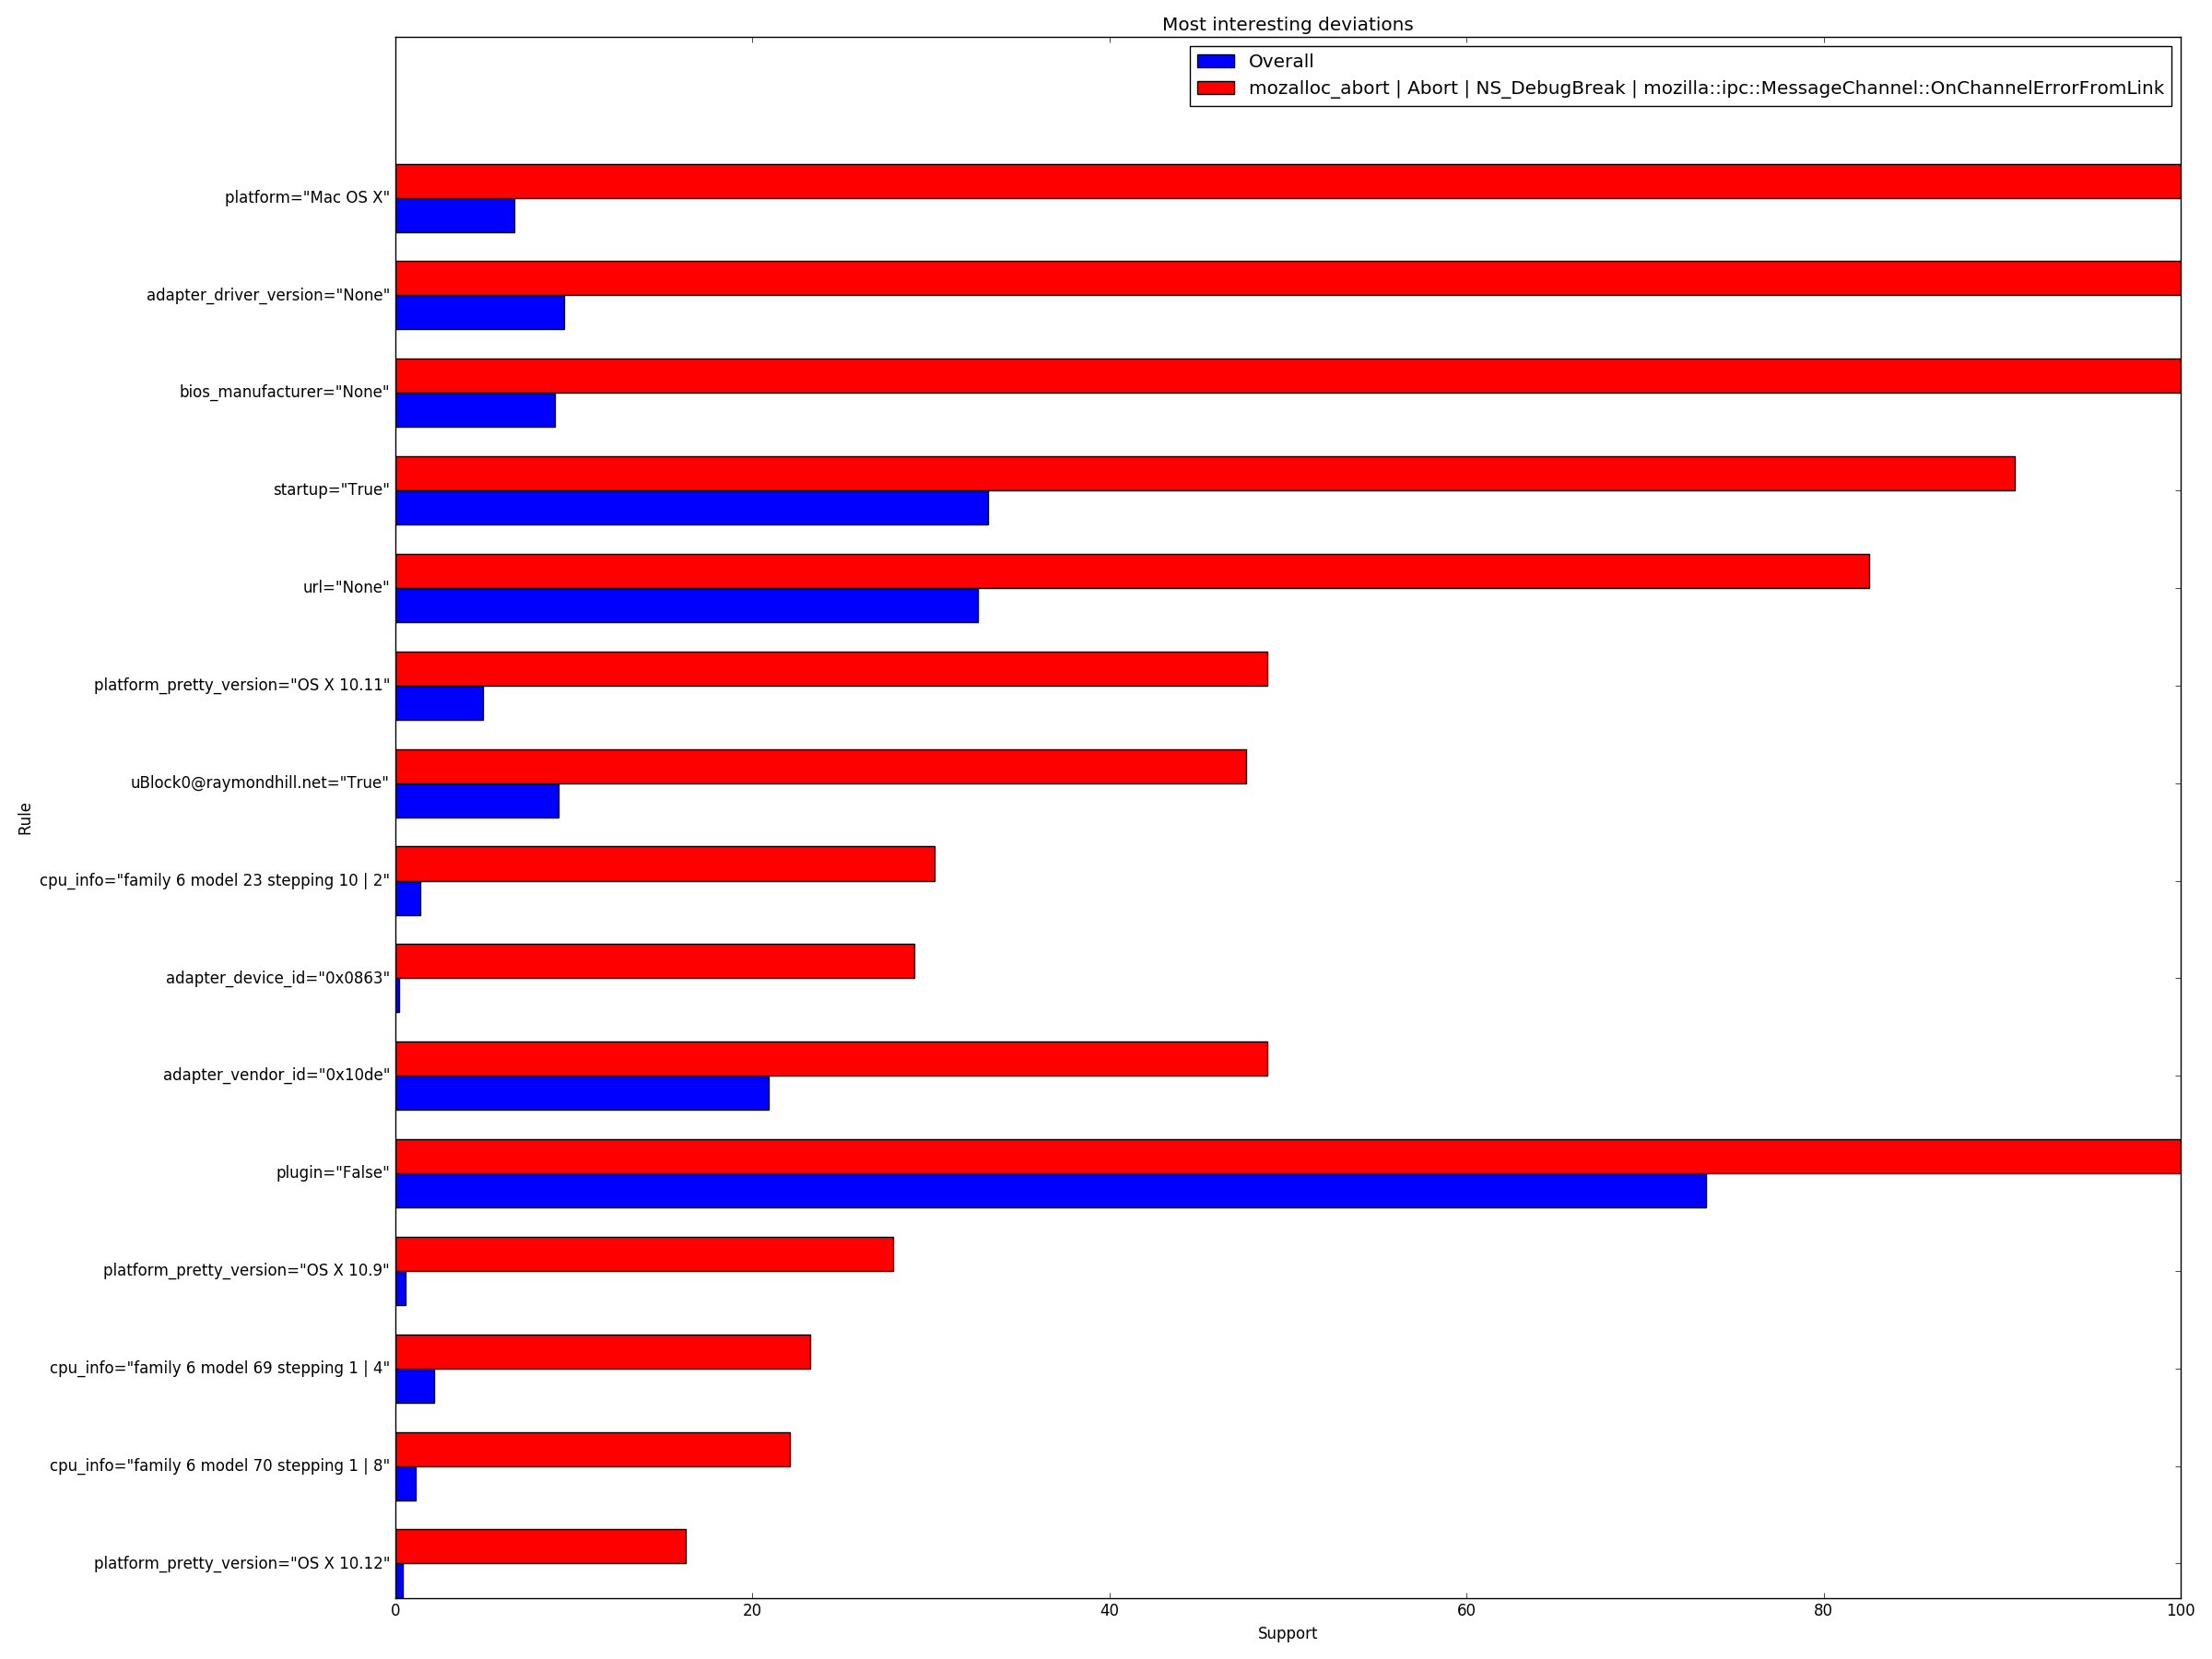 Most interesting deviations
Overall
mozalloc_abort | Abort | NS_DebugBreak | mozilla::ipc::MessageChannel::OnChannelErrorFromLink
platform="Mac OS X"
adapter_driver_version="None"
bios_manufacturer="None"
startup="True"
url="None"
platform_pretty_version="OS X 10.11"
uBlock0@raymondhill.net="True"
Rule
cpu_info="family 6 model 23 stepping 10 | 2"
adapter_device_id="0x0863"
adapter_vendor_id="0x10de"
plugin="False"
platform_pretty_version="OS X 10.9"
cpu_info="family 6 model 69 stepping 1 | 4"
cpu_info="family 6 model 70 stepping 1 | 8"
platform_pretty_version="OS X 10.12"
0 20 40 60 80 100
Support